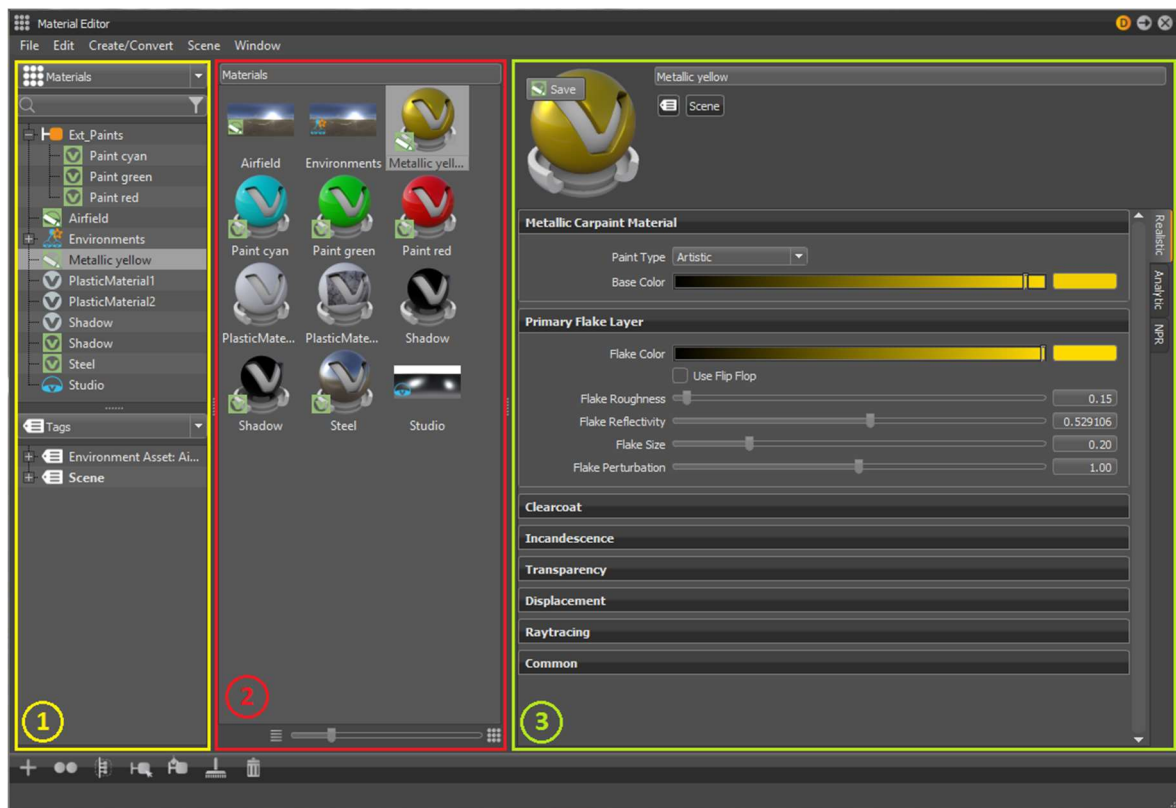 Material Editor
D
File Edit Create/Convert Scene Window
Materials
Ext_Paints
Paint cyan
Paint green
Paint red
Airfield
Environments
Metallic yellow
PlasticMaterial1
PlasticMaterial2
Shadow
Shadow
Steel
Studio
Tags
Environment Asset: Ai...
Scene
1
Materials
Airfield Environments Metallic yell...
Paint cyan Paint green Paint red
PlasticMate... PlasticMate... Shadow
Shadow Steel Studio
2
Save
Metallic yellow
Scene
Metallic Carpaint Material
Paint Type Artistic
Base Color
Primary Flake Layer
Flake Color
Use Flip Flop
Flake Roughness 0.15
Flake Reflectivity 0.529106
Flake Size 0.20
Flake Perturbation 1.00
Clearcoat
Incandescence
Transparency
Displacement
Raytracing
Common
3
Realistic
Analytic
NPR